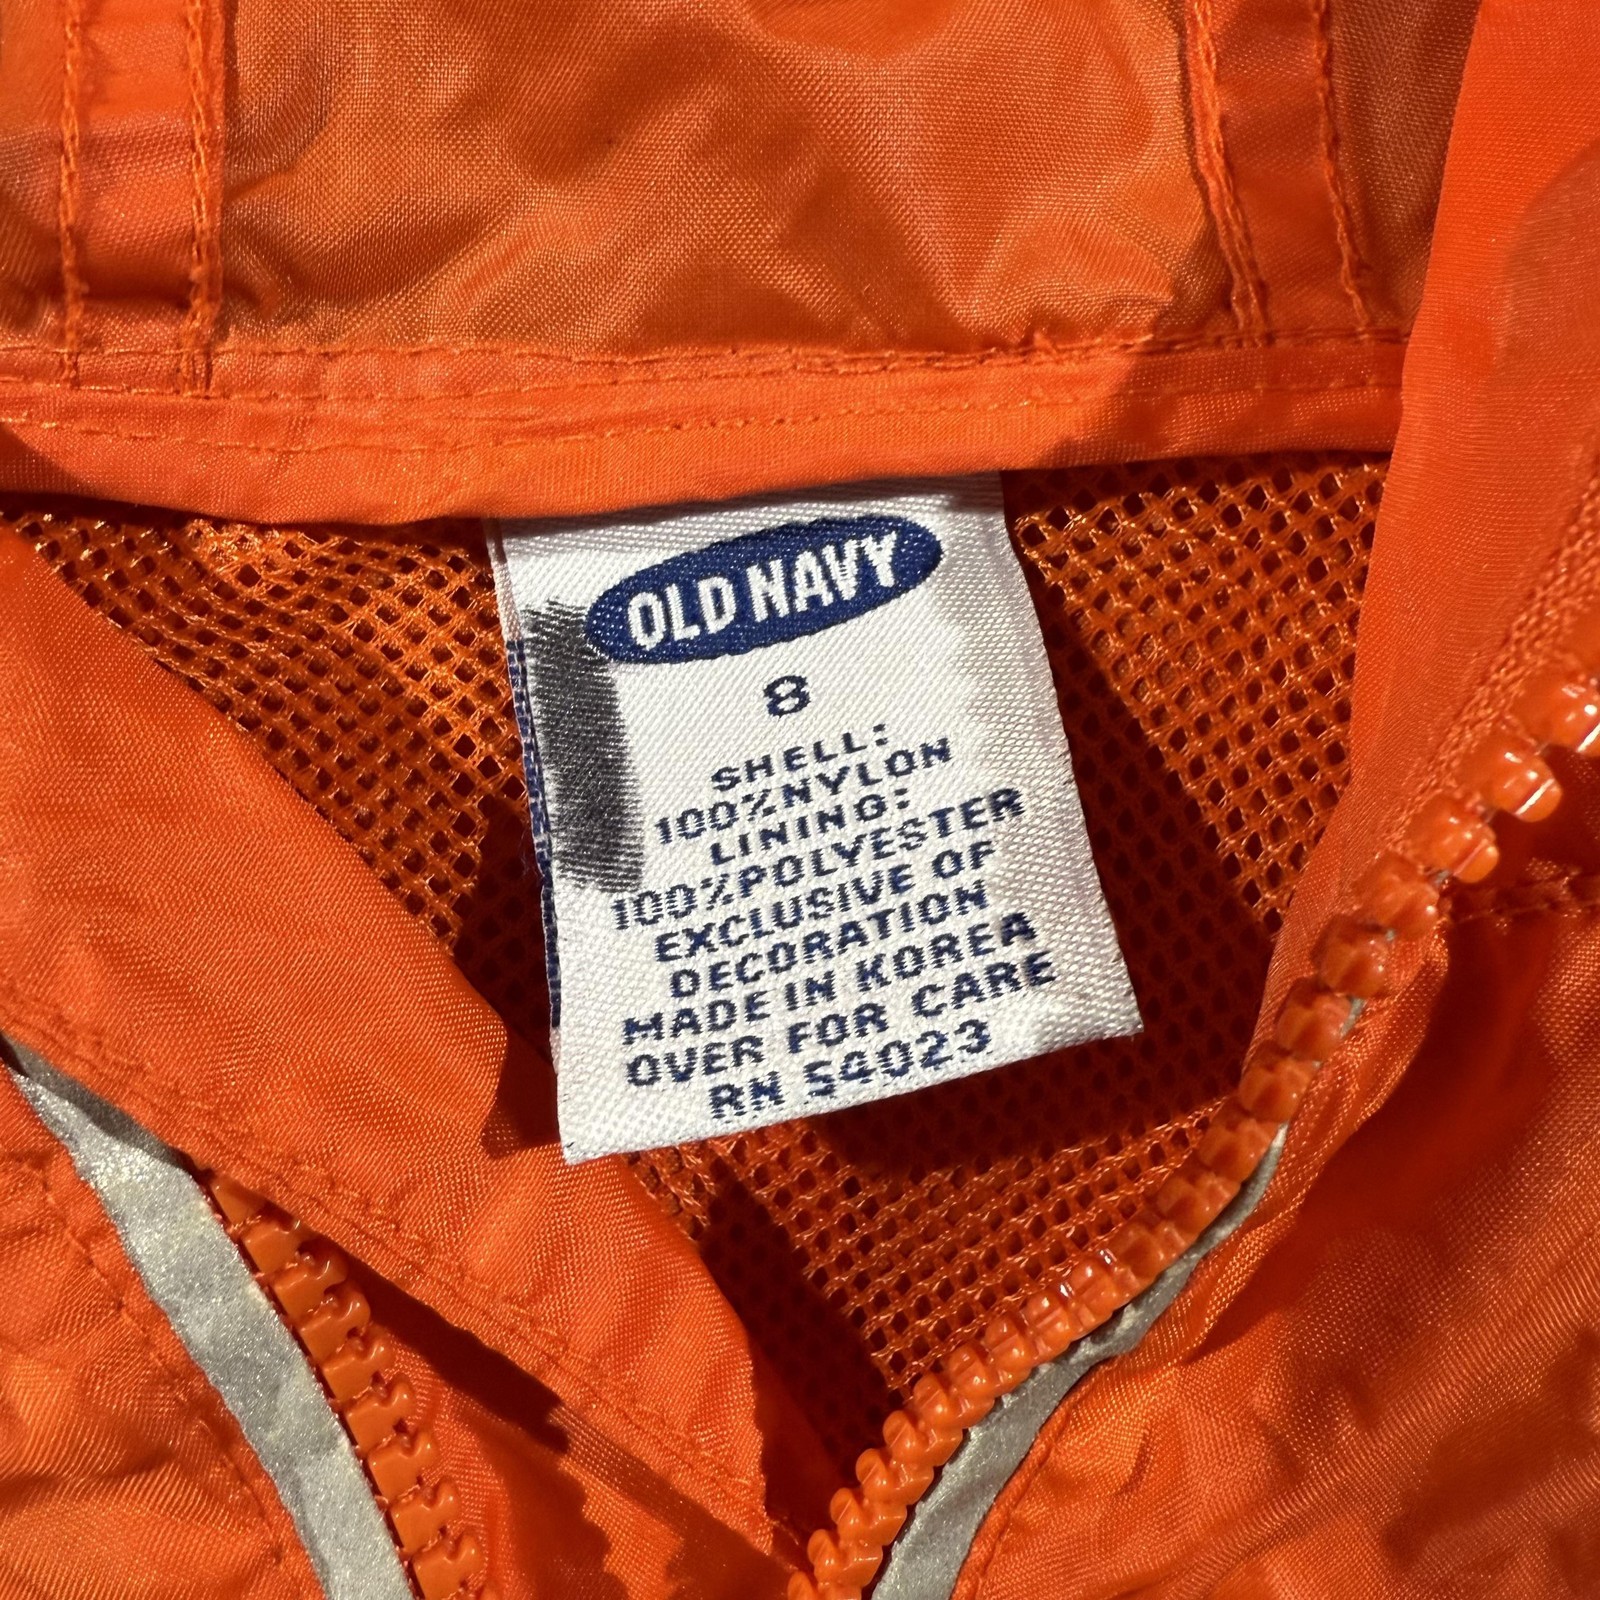 OLD NAVY
8
SHELL:
100%NYLON
LINING:
100%POLYESTER
EXCLUSIVE OF
DECORATION
MADE IN KOREA
OVER FOR CARE
RN 54023